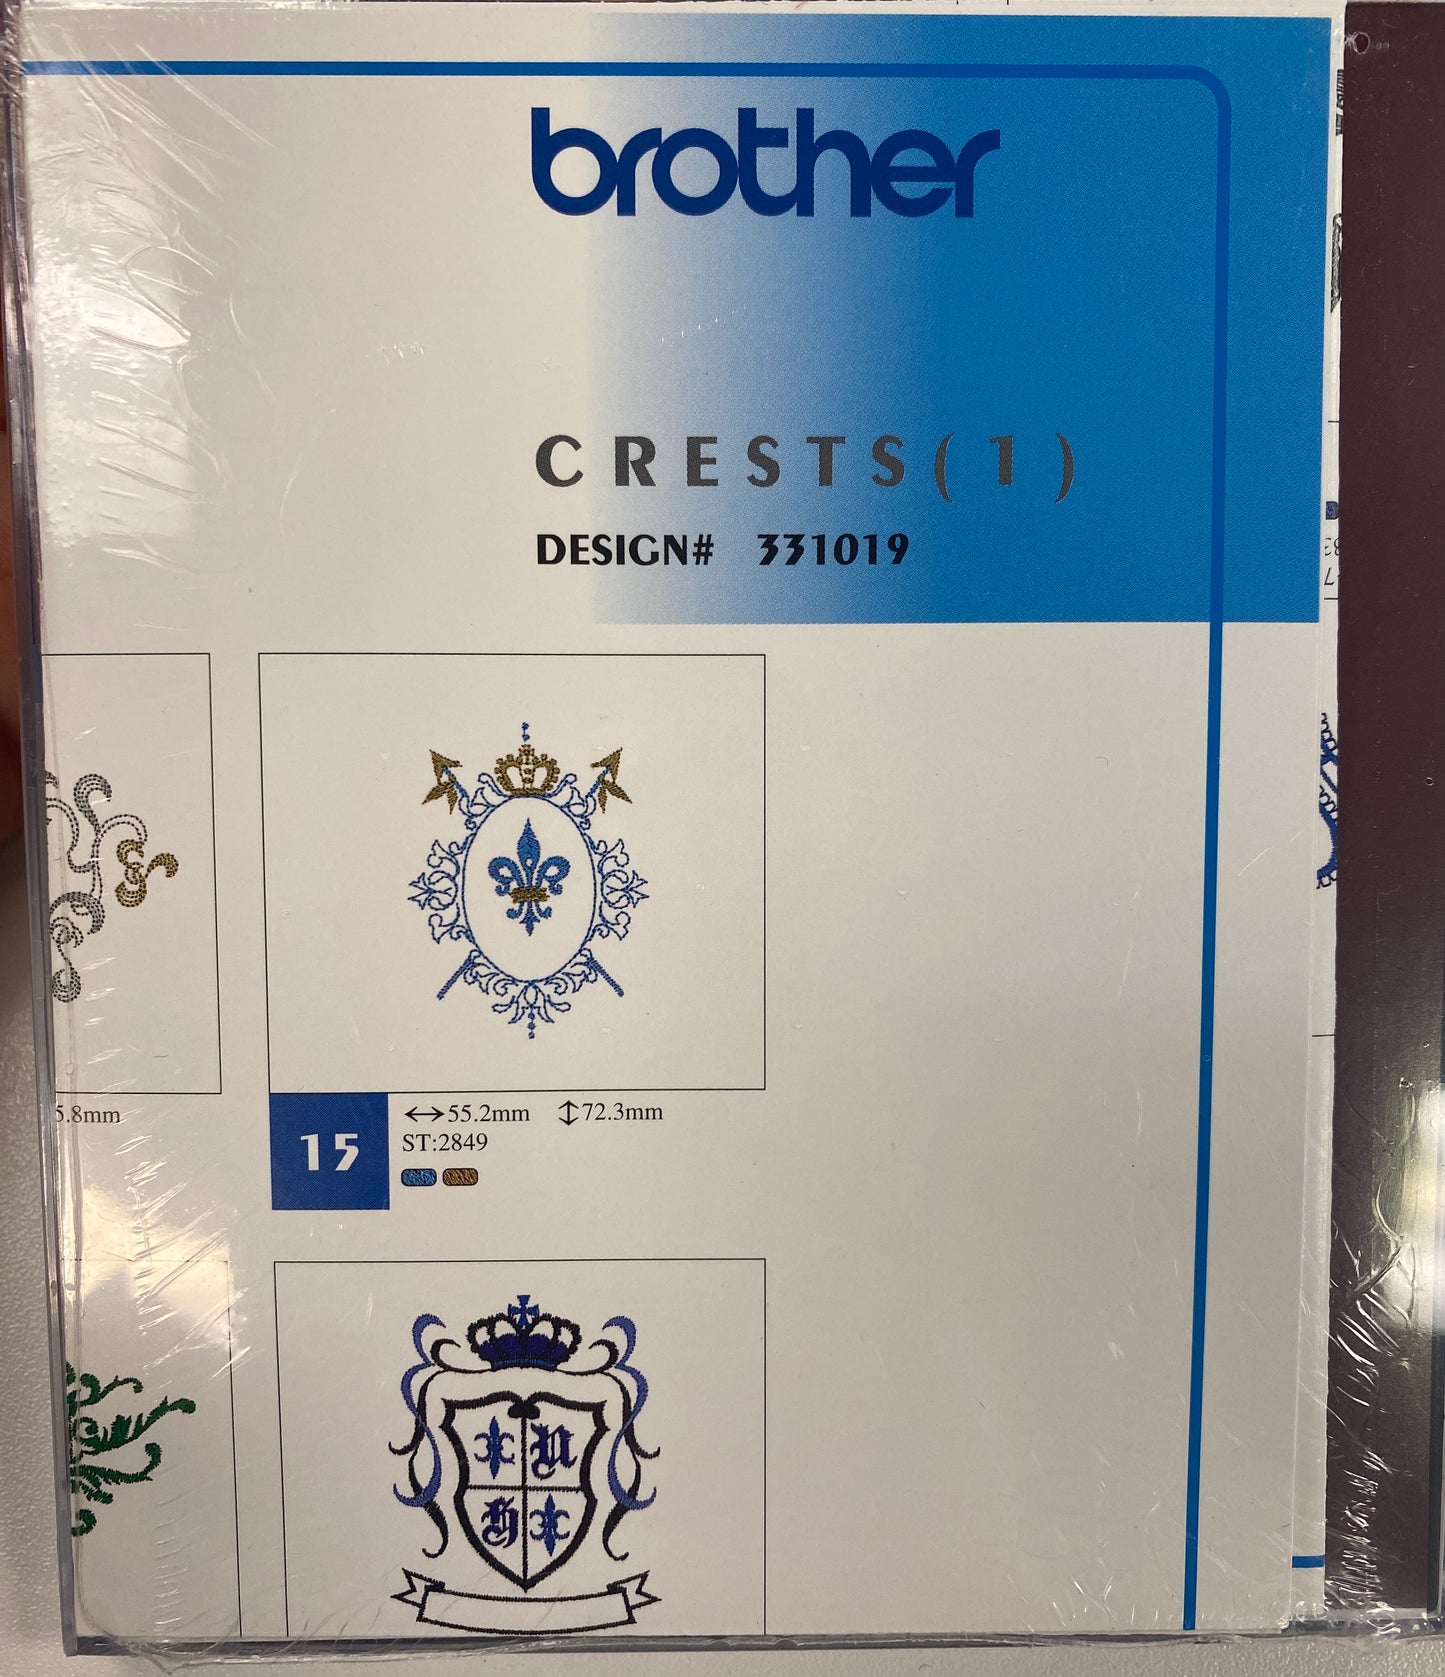 brother
CRESTS(1)
DESIGN# 331019
5.8mm
15
↔55.2mm ↕72.3mm
ST:2849